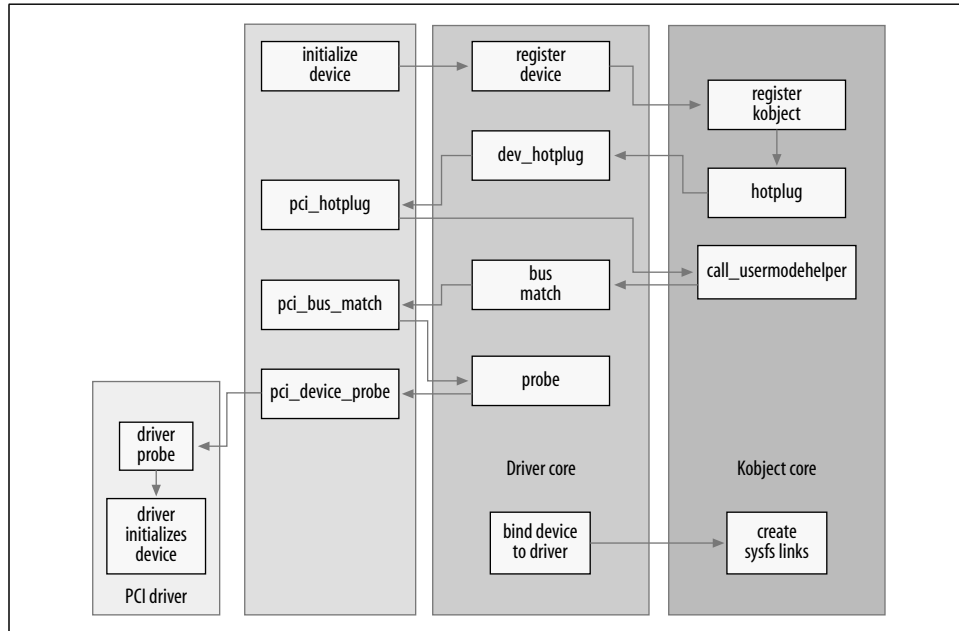 initialize
device
register
device
register
kobject
dev_hotplug
hotplug
pci_hotplug
call_usermodehelper
bus
match
pci_bus_match
probe
pci_device_probe
driver
probe
Driver core
Kobject core
driver
initializes
device
bind device
to driver
create
sysfs links
PCI driver